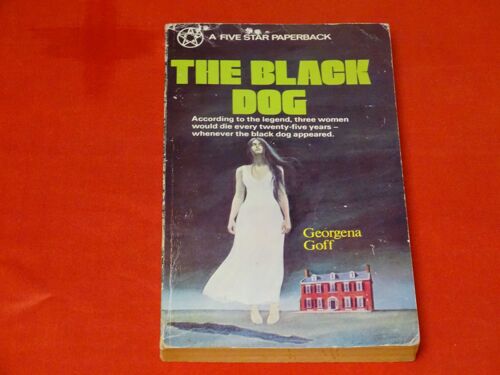 A FIVE STAR PAPERBACK
THE BLACK
DOG
According to the legend, three women
would die every twenty-five years –
whenever the black dog appeared.
Georgena
Goff